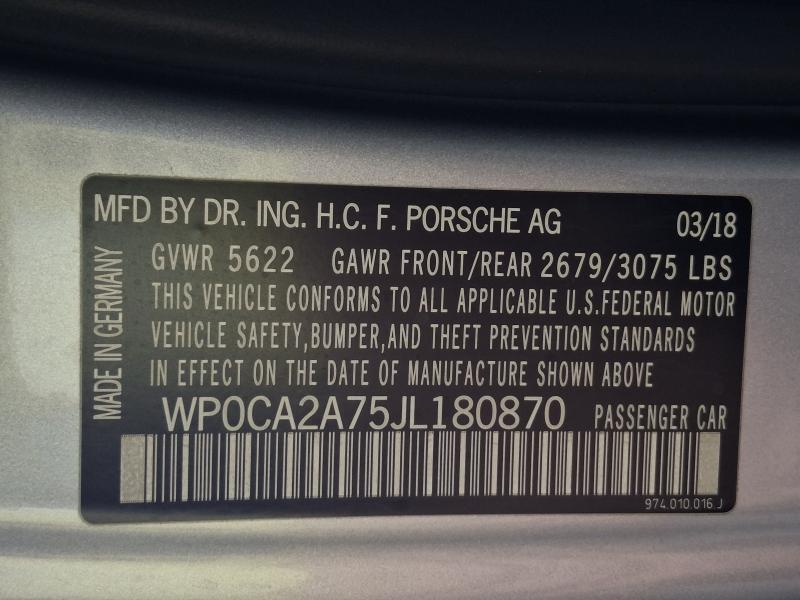 MFD BY DR. ING. H.C. F. PORSCHE AG 03/18
GVWR 5622 GAWR FRONT/REAR 2679/3075 LBS
THIS VEHICLE CONFORMS TO ALL APPLICABLE U.S.FEDERAL MOTOR
VEHICLE SAFETY,BUMPER,AND THEFT PREVENTION STANDARDS
IN EFFECT ON THE DATE OF MANUFACTURE SHOWN ABOVE
WP0CA2A75JL180870 PASSENGER CAR
974.010.016.J
MADE IN GERMANY